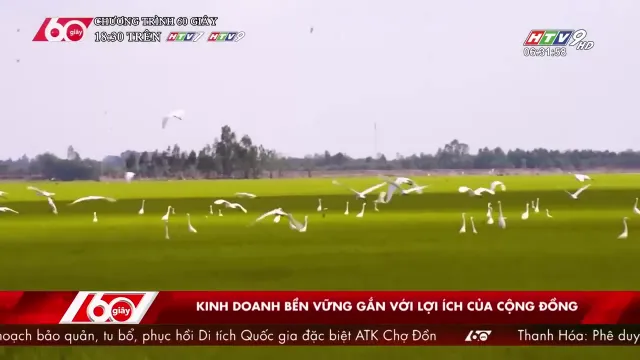 60 giây
CHƯƠNG TRÌNH 60 GIÂY
18:30 TRÊN HTV7 HTV9
HTV9 HD
06:31:58
60 giây
KINH DOANH BỀN VỮNG GẮN VỚI LỢI ÍCH CỦA CỘNG ĐỒNG
hoạch bảo quản, tu bổ, phục hồi Di tích Quốc gia đặc biệt ATK Chợ Đồn 60 giây Thanh Hóa: Phê duy